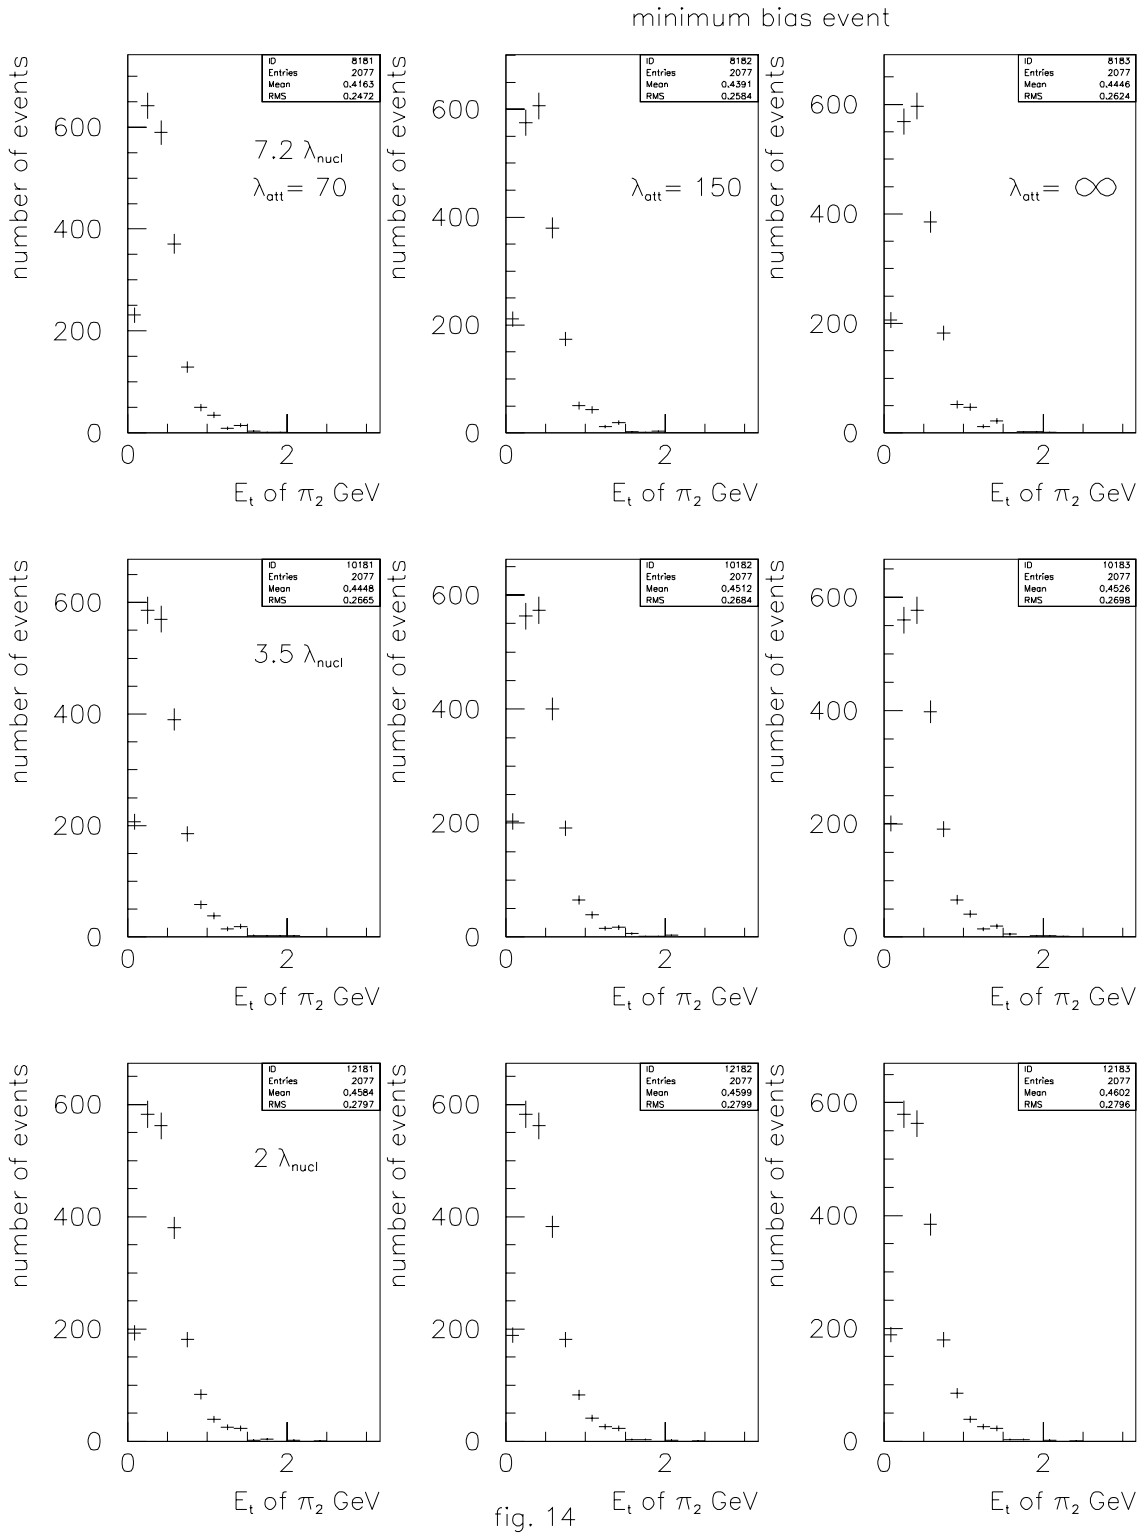 minimum bias event
number of events
ID 8181
Entries 2077
Mean 0.4163
RMS 0.2472
7.2 λnucl
λatt= 70
600
400
200
0
0 2
Et of π2 GeV
number of events
ID 8182
Entries 2077
Mean 0.4391
RMS 0.2584
λatt= 150
600
400
200
0
0 2
Et of π2 GeV
number of events
ID 8183
Entries 2077
Mean 0.4446
RMS 0.2624
λatt= ∞
600
400
200
0
0 2
Et of π2 GeV
number of events
ID 10181
Entries 2077
Mean 0.4448
RMS 0.2665
3.5 λnucl
600
400
200
0
0 2
Et of π2 GeV
number of events
ID 10182
Entries 2077
Mean 0.4512
RMS 0.2684
600
400
200
0
0 2
Et of π2 GeV
number of events
ID 10183
Entries 2077
Mean 0.4526
RMS 0.2698
600
400
200
0
0 2
Et of π2 GeV
number of events
ID 12181
Entries 2077
Mean 0.4584
RMS 0.2797
2 λnucl
600
400
200
0
0 2
Et of π2 GeV
number of events
ID 12182
Entries 2077
Mean 0.4599
RMS 0.2799
600
400
200
0
0 2
Et of π2 GeV
number of events
ID 12183
Entries 2077
Mean 0.4602
RMS 0.2796
600
400
200
0
0 2
Et of π2 GeV
fig. 14